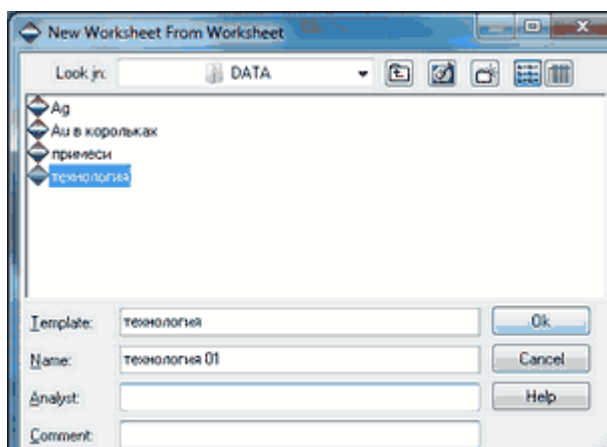 New Worksheet From Worksheet
Look in: DATA
Ag
Au в корольках
примеси
технология
Template: технология Ok
Name: технология 01 Cancel
Analyst: Help
Comment: